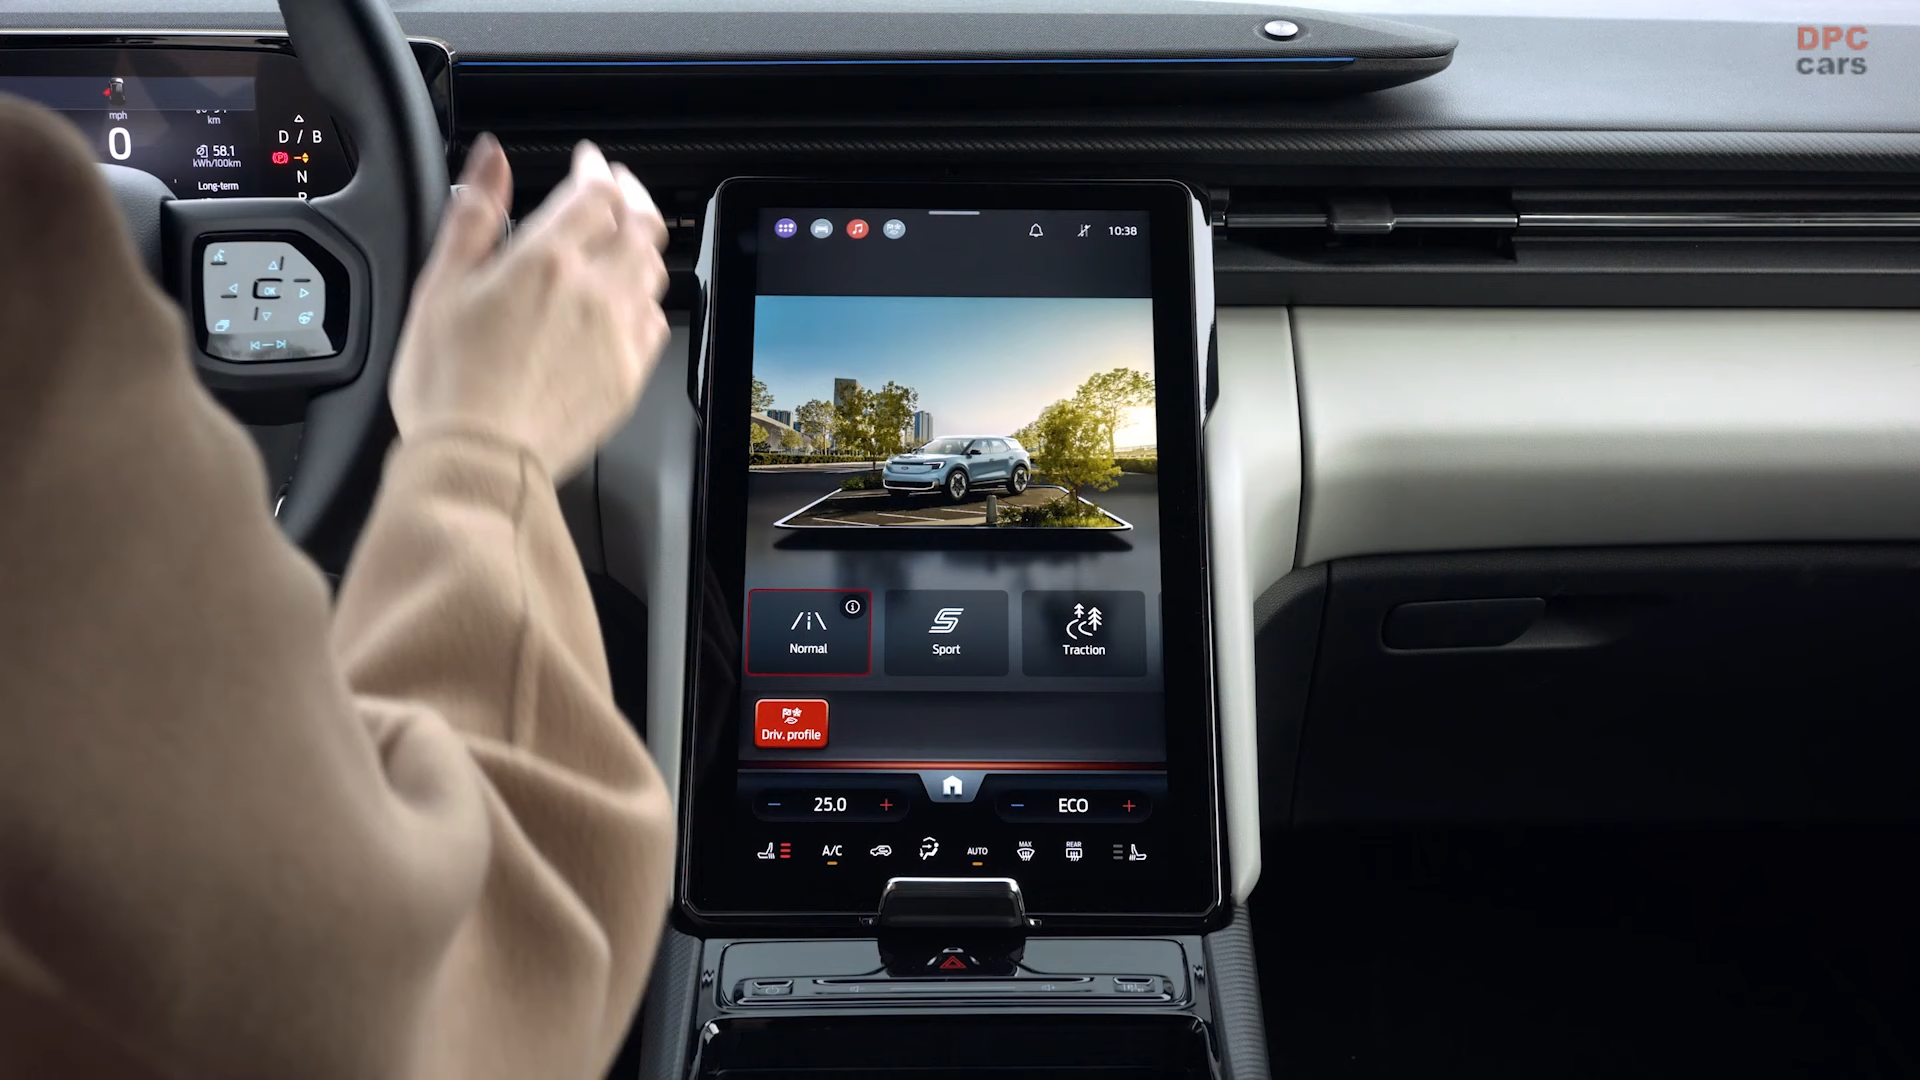 DPC
cars
mph
0
km
58.1
kWh/100km
Long-term
D / B
N
OK
10:38
Normal
Sport
Traction
Driv. profile
25.0
ECO
A/C
AUTO
MAX
REAR